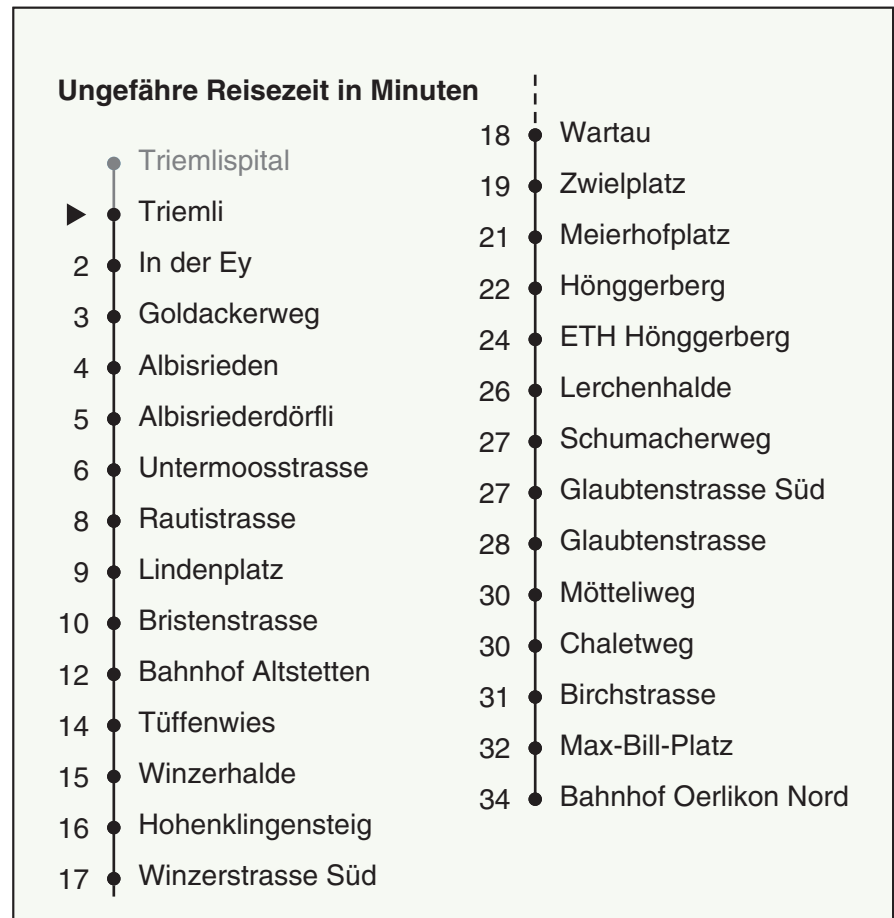 Ungefähre Reisezeit in Minuten
Triemlispital
Triemli
2 In der Ey
3 Goldackerweg
4 Albisrieden
5 Albisriederdörfli
6 Untermoosstrasse
8 Rautistrasse
9 Lindenplatz
10 Bristenstrasse
12 Bahnhof Altstetten
14 Tüffenwies
15 Winzerhalde
16 Hohenklingensteig
17 Winzerstrasse Süd
18 Wartau
19 Zwielplatz
21 Meierhofplatz
22 Hönggerberg
24 ETH Hönggerberg
26 Lerchenhalde
27 Schumacherweg
27 Glaubtenstrasse Süd
28 Glaubtenstrasse
30 Mötteliweg
30 Chaletweg
31 Birchstrasse
32 Max-Bill-Platz
34 Bahnhof Oerlikon Nord